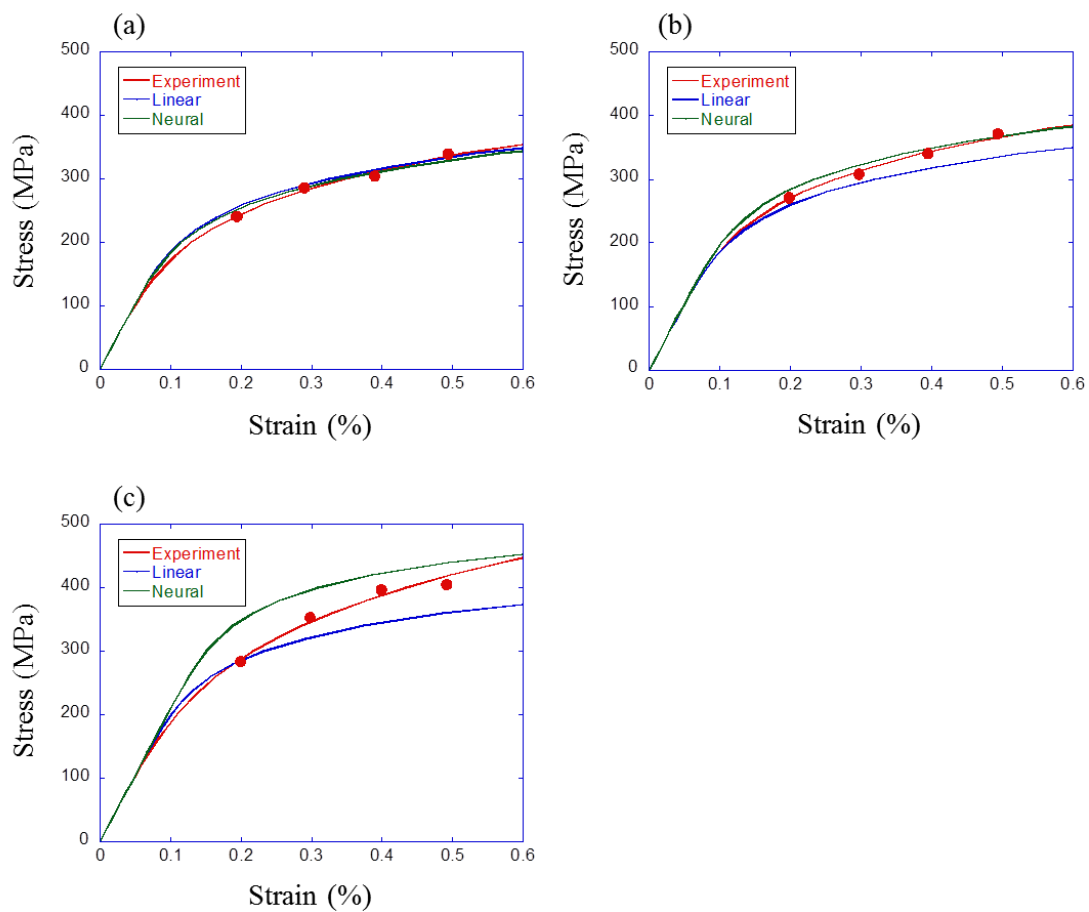 (a)
500
400
300
200
100
0
Stress (MPa)
Experiment
Linear
Neural
0 0.1 0.2 0.3 0.4 0.5 0.6
Strain (%)
(b)
500
400
300
200
100
0
Stress (MPa)
Experiment
Linear
Neural
0 0.1 0.2 0.3 0.4 0.5 0.6
Strain (%)
(c)
500
400
300
200
100
0
Stress (MPa)
Experiment
Linear
Neural
0 0.1 0.2 0.3 0.4 0.5 0.6
Strain (%)